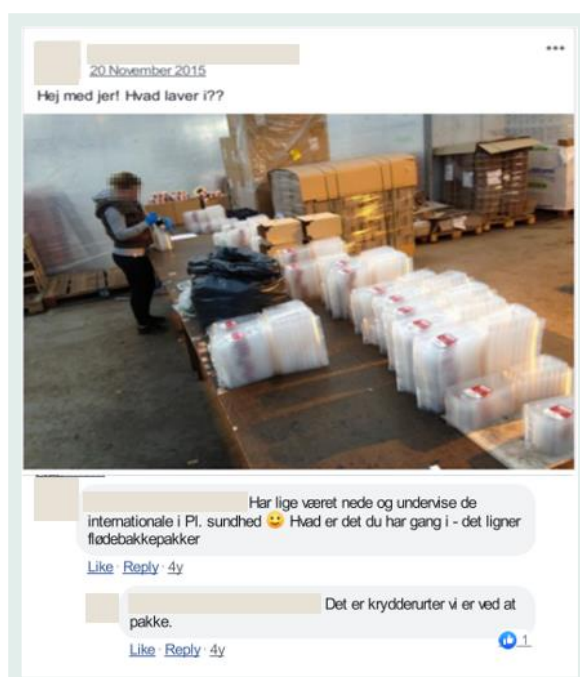 20 November 2015
Hej med jer! Hvad laver i??
Har lige været nede og undervise de
internationale i Pl. sundhed 😀 Hvad er det du har gang i - det ligner
flødebakkepakker
Like · Reply · 4y
Det er krydderurter vi er ved at
pakke.
1
Like · Reply · 4y